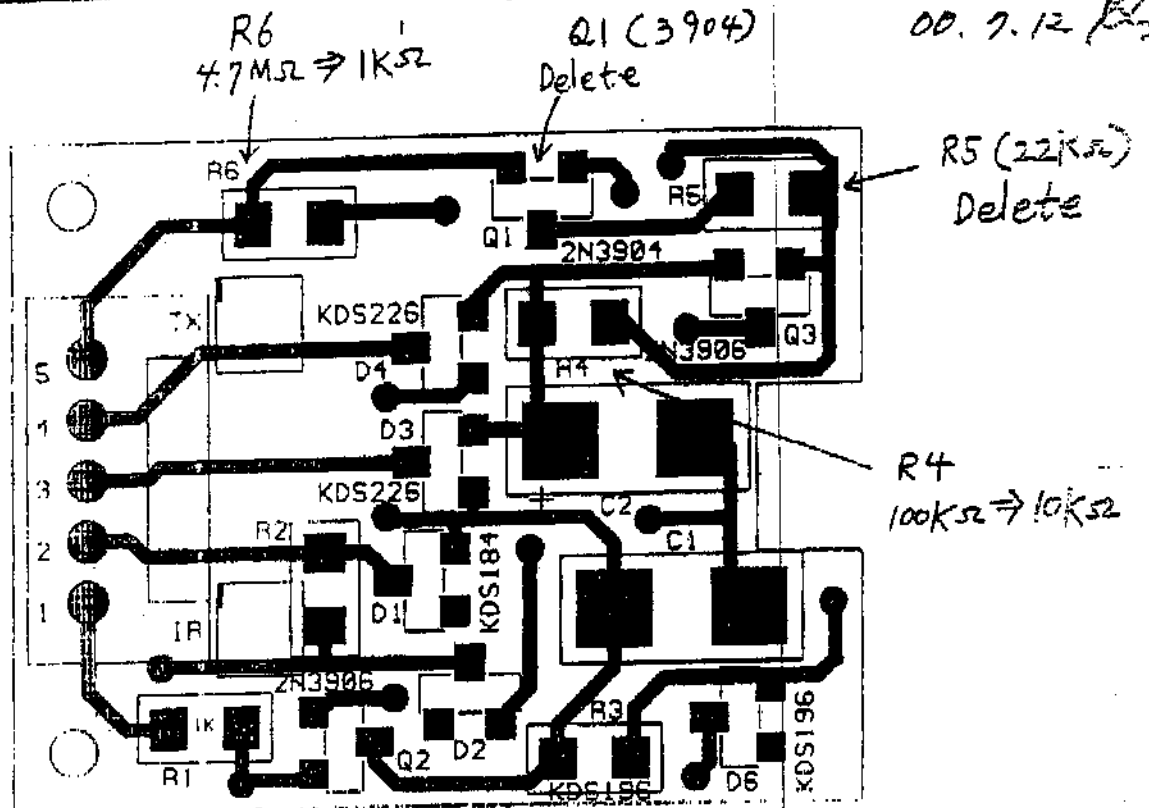 R6
4.7MΩ ⇒ 1KΩ
Q1 (3904)
Delete
00. 7. 12
R5 (22KΩ)
Delete
R6
R5
Q1
2N3904
TX
KDS226
5
D4
R4
2N3906
Q3
4
D3
3
KDS226
+
C2
R4
100KΩ ⇒ 10KΩ
2
R2
C1
KDS184
1
D1
IR
2N3906
1K
R1
Q2
D2
R3
KDS196
D6
KDS196